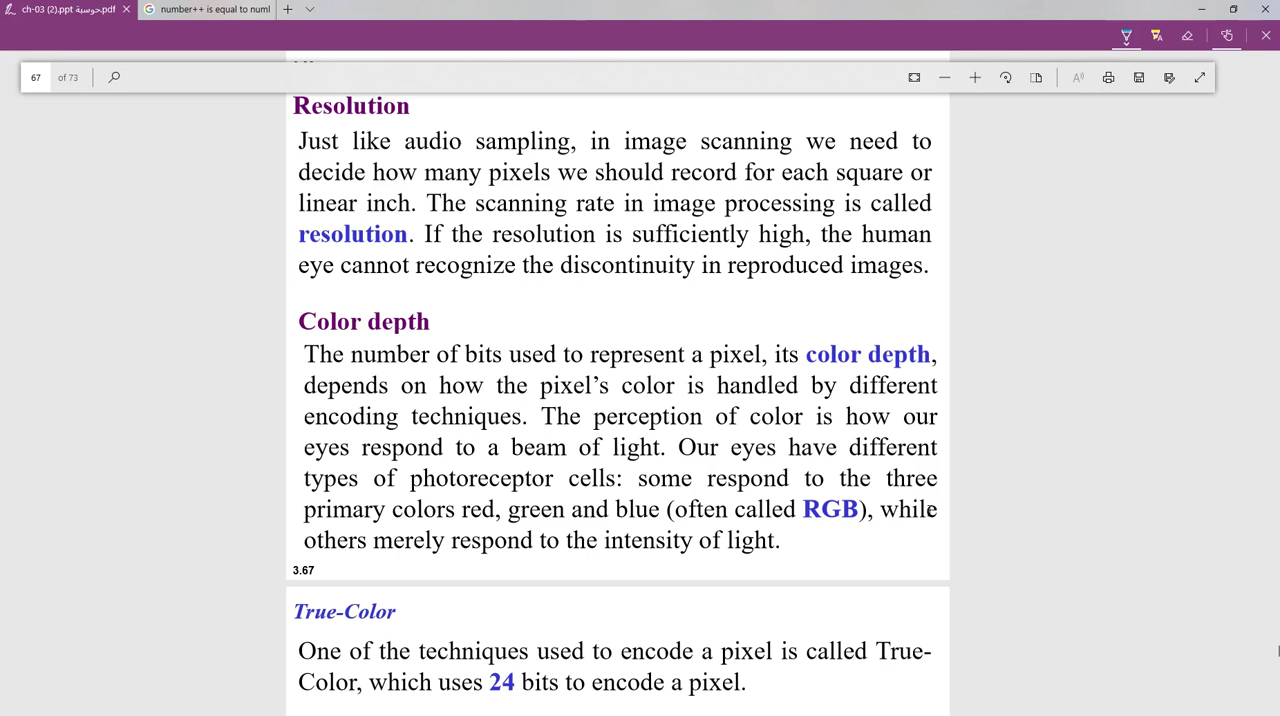 ch-03 (2).ppt حوسبة.pdf
number++ is equal to numl
67 of 73
Resolution
Just like audio sampling, in image scanning we need to
decide how many pixels we should record for each square or
linear inch. The scanning rate in image processing is called
resolution. If the resolution is sufficiently high, the human
eye cannot recognize the discontinuity in reproduced images.
Color depth
The number of bits used to represent a pixel, its color depth,
depends on how the pixel’s color is handled by different
encoding techniques. The perception of color is how our
eyes respond to a beam of light. Our eyes have different
types of photoreceptor cells: some respond to the three
primary colors red, green and blue (often called RGB), while
others merely respond to the intensity of light.
3.67
True-Color
One of the techniques used to encode a pixel is called True-
Color, which uses 24 bits to encode a pixel.